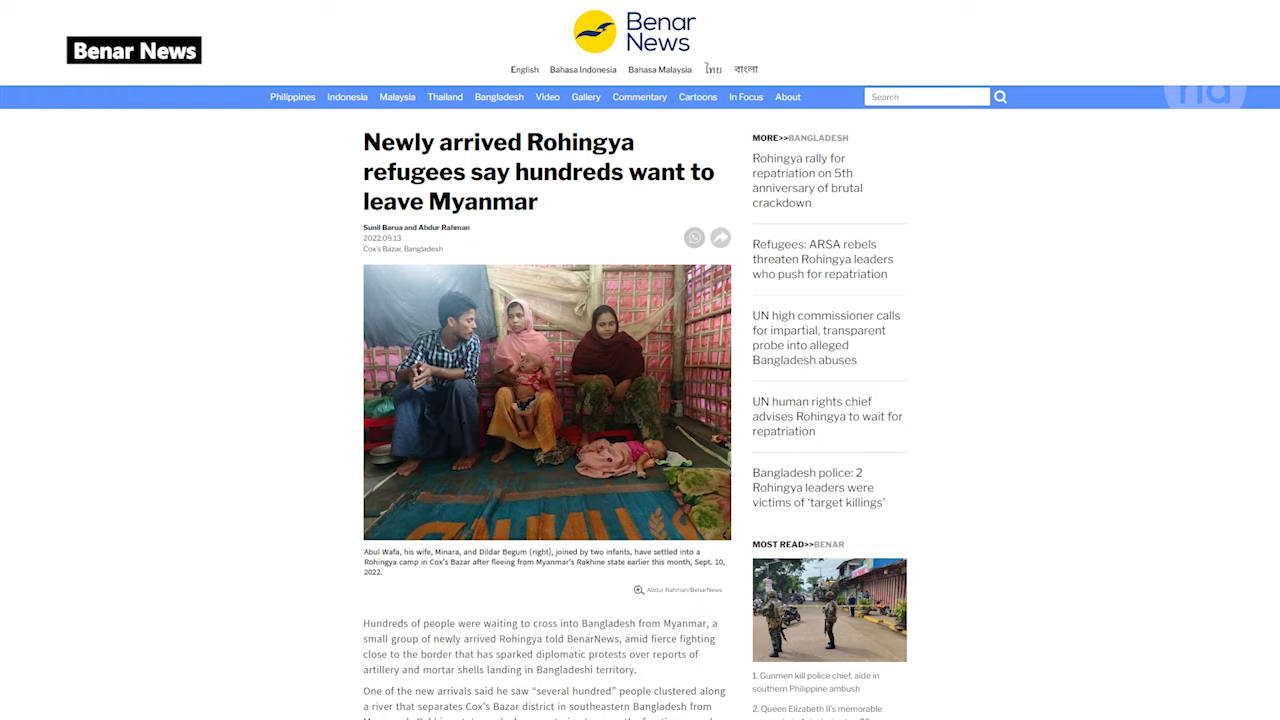 Benar
News
Benar News
English Bahasa Indonesia Bahasa Malaysia ไทย বাংলা
Philippines Indonesia Malaysia Thailand Bangladesh Video Gallery Commentary Cartoons In Focus About Search
Newly arrived Rohingya
refugees say hundreds want to
leave Myanmar
Sunil Barua and Abdur Rahman
2022.09.13
Cox's Bazar, Bangladesh
Abul Wafa, his wife, Minara, and Dildar Begum (right), joined by two infants, have settled into a
Rohingya camp in Cox's Bazar after fleeing from Myanmar's Rakhine state earlier this month, Sept. 10,
2022.
Abdur Rahman/BenarNews
Hundreds of people were waiting to cross into Bangladesh from Myanmar, a
small group of newly arrived Rohingya told BenarNews, amid fierce fighting
close to the border that has sparked diplomatic protests over reports of
artillery and mortar shells landing in Bangladeshi territory.
One of the new arrivals said he saw “several hundred” people clustered along
a river that separates Cox's Bazar district in southeastern Bangladesh from
MORE>>BANGLADESH
Rohingya rally for
repatriation on 5th
anniversary of brutal
crackdown
Refugees: ARSA rebels
threaten Rohingya leaders
who push for repatriation
UN high commissioner calls
for impartial, transparent
probe into alleged
Bangladesh abuses
UN human rights chief
advises Rohingya to wait for
repatriation
Bangladesh police: 2
Rohingya leaders were
victims of ‘target killings’
MOST READ>>BENAR
1. Gunmen kill police chief, aide in
southern Philippine ambush
2. Queen Elizabeth II's memorable